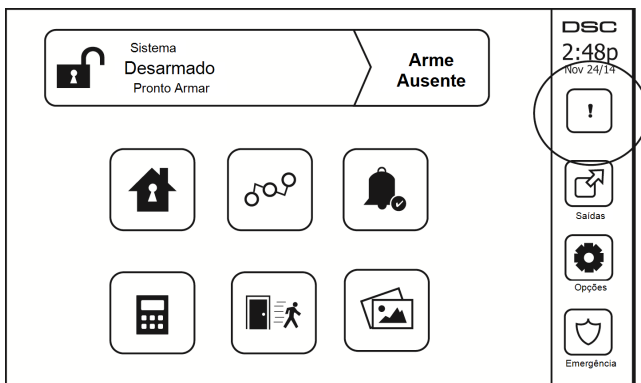 Sistema
Desarmado
Pronto Armar
Arme
Ausente
DSC
2:48p
Nov 24/14
!
Saídas
Opções
Emergência